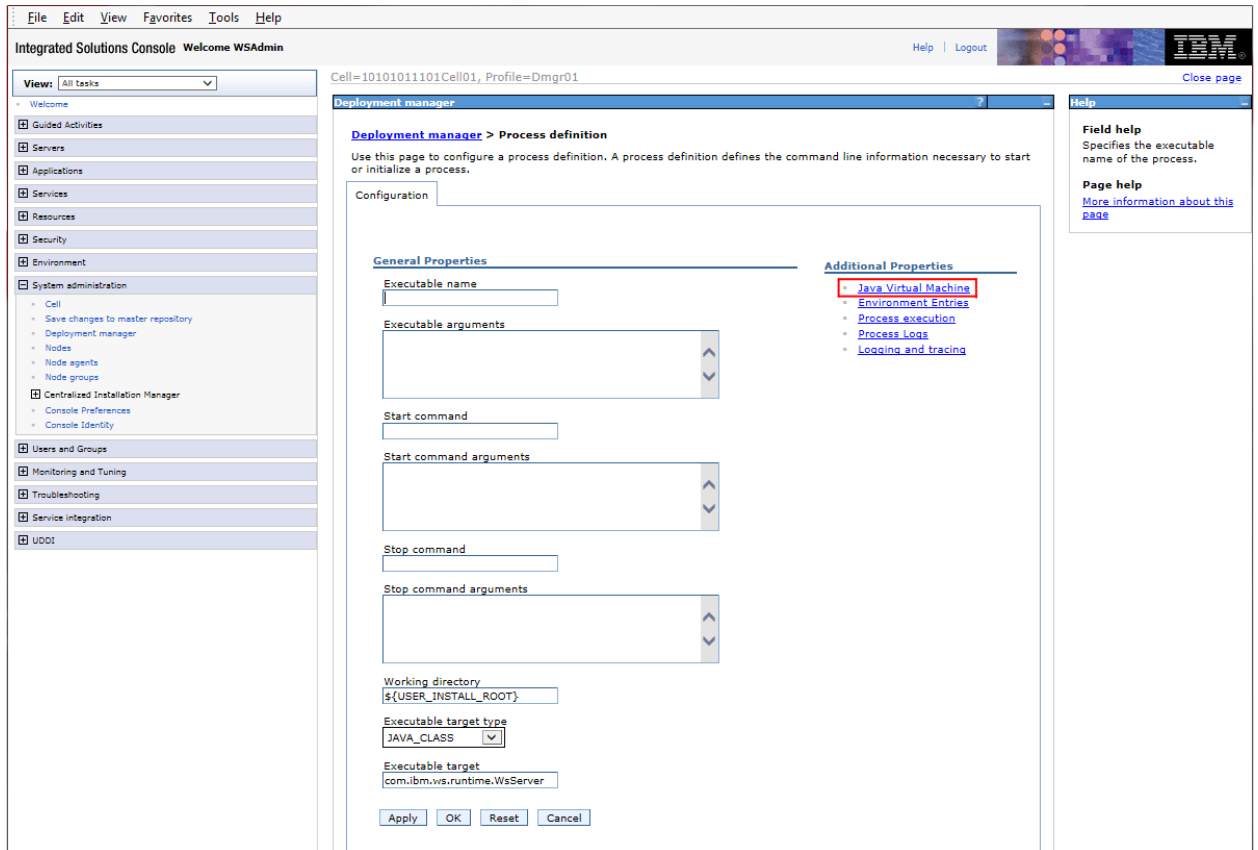 File Edit View Favorites Tools Help
Integrated Solutions Console Welcome WSAdmin
Help | Logout
IBM®
View: All tasks
Welcome
Guided Activities
Servers
Applications
Services
Resources
Security
Environment
System administration
Cell
Save changes to master repository
Deployment manager
Nodes
Node agents
Node groups
Centralized Installation Manager
Console Preferences
Console Identity
Users and Groups
Monitoring and Tuning
Troubleshooting
Service integration
UDDI
Cell=10101011101Cell01, Profile=Dmgr01
Close page
Deployment manager
?
Deployment manager > Process definition
Use this page to configure a process definition. A process definition defines the command line information necessary to start
or initialize a process.
Configuration
General Properties
Executable name
Executable arguments
Start command
Start command arguments
Stop command
Stop command arguments
Working directory
${USER_INSTALL_ROOT}
Executable target type
JAVA_CLASS
Executable target
com.ibm.ws.runtime.WsServer
Apply OK Reset Cancel
Additional Properties
Java Virtual Machine
Environment Entries
Process execution
Process Logs
Logging and tracing
Help
Field help
Specifies the executable
name of the process.
Page help
More information about this
page